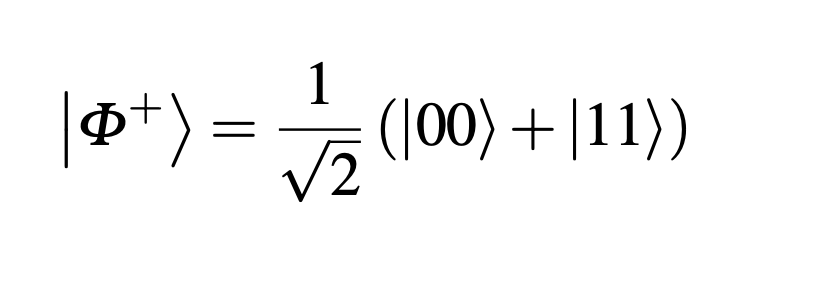 |Φ⁺⟩ = 1/√2 (|00⟩ + |11⟩)